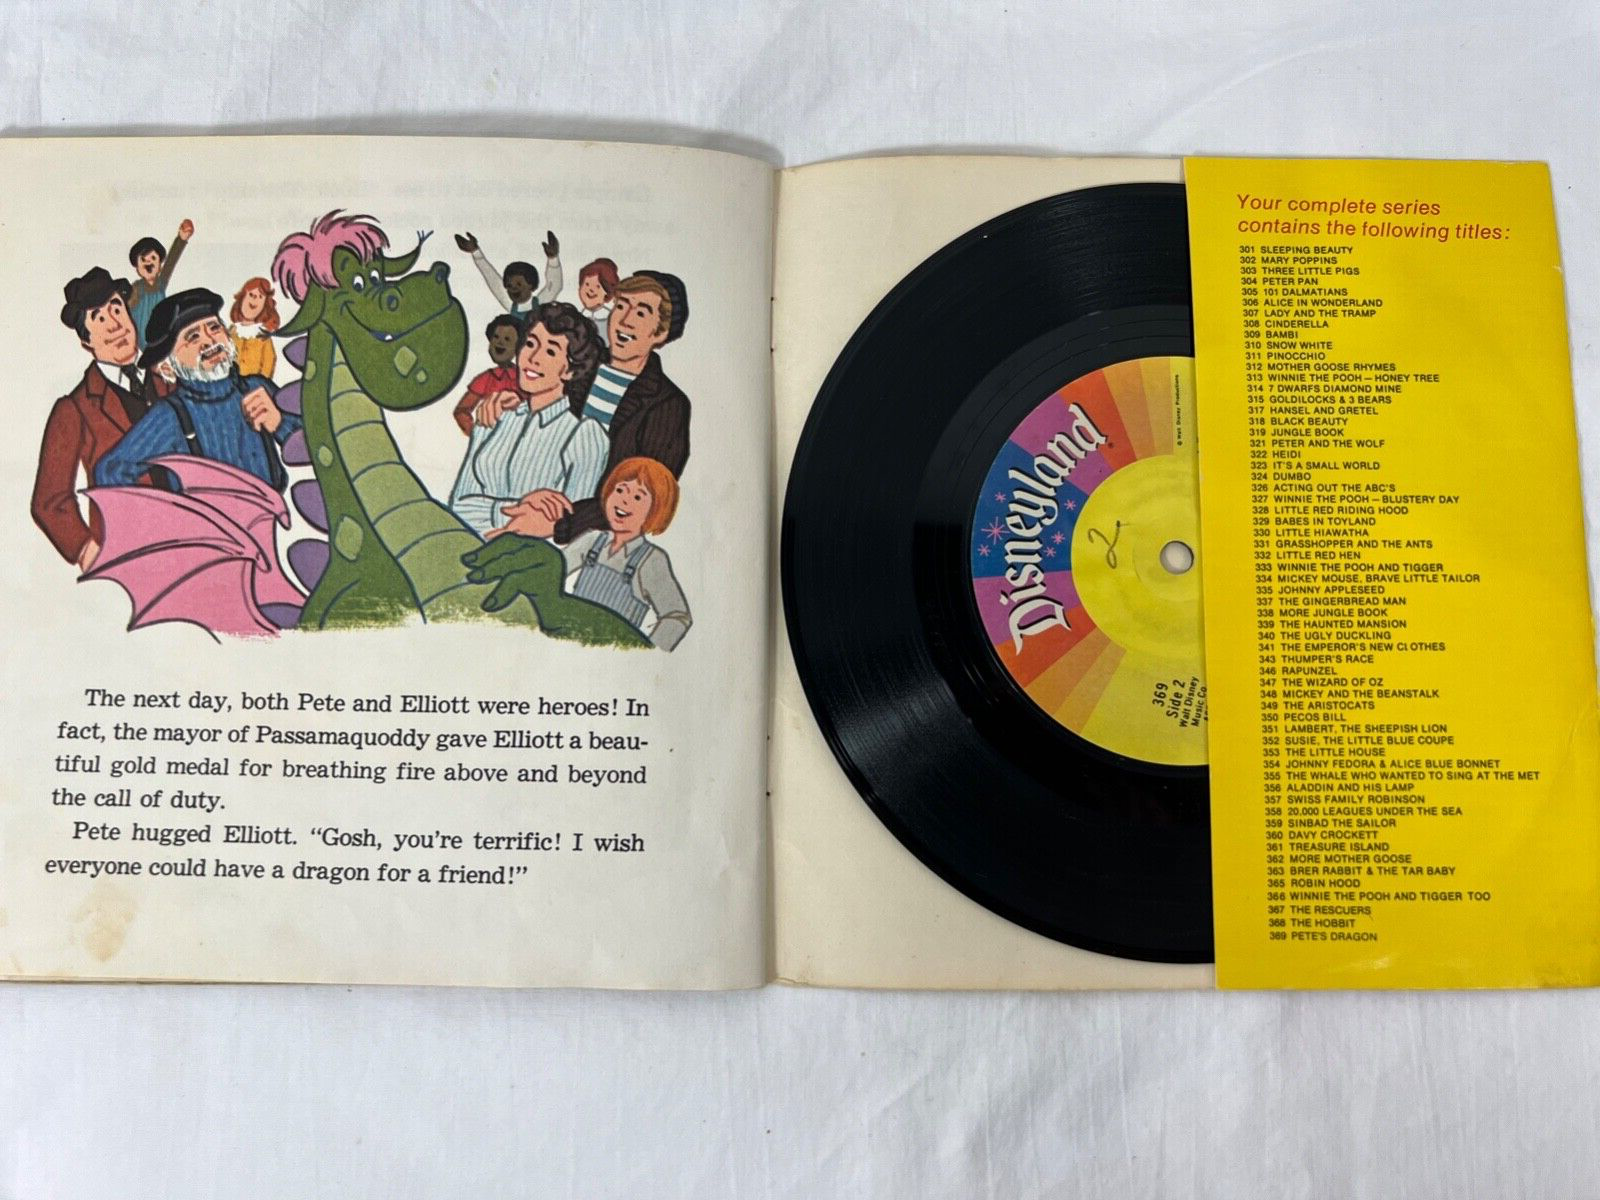 The next day, both Pete and Elliott were heroes! In
fact, the mayor of Passamaquoddy gave Elliott a beau-
tiful gold medal for breathing fire above and beyond
the call of duty.
Pete hugged Elliott. “Gosh, you’re terrific! I wish
everyone could have a dragon for a friend!”
Disneyland
© Walt Disney Productions
2
369
Side 2
Walt Disney
Music Co.
Your complete series
contains the following titles:
301 SLEEPING BEAUTY
302 MARY POPPINS
303 THREE LITTLE PIGS
304 PETER PAN
305 101 DALMATIANS
306 ALICE IN WONDERLAND
307 LADY AND THE TRAMP
308 CINDERELLA
309 BAMBI
310 SNOW WHITE
311 PINOCCHIO
312 MOTHER GOOSE RHYMES
313 WINNIE THE POOH – HONEY TREE
314 7 DWARFS DIAMOND MINE
315 GOLDILOCKS & 3 BEARS
317 HANSEL AND GRETEL
318 BLACK BEAUTY
319 JUNGLE BOOK
321 PETER AND THE WOLF
322 HEIDI
323 IT'S A SMALL WORLD
324 DUMBO
326 ACTING OUT THE ABC'S
327 WINNIE THE POOH – BLUSTERY DAY
328 LITTLE RED RIDING HOOD
329 BABES IN TOYLAND
330 LITTLE HIAWATHA
331 GRASSHOPPER AND THE ANTS
332 LITTLE RED HEN
333 WINNIE THE POOH AND TIGGER
334 MICKEY MOUSE, BRAVE LITTLE TAILOR
335 JOHNNY APPLESEED
337 THE GINGERBREAD MAN
338 MORE JUNGLE BOOK
339 THE HAUNTED MANSION
340 THE UGLY DUCKLING
341 THE EMPEROR'S NEW CLOTHES
343 THUMPER'S RACE
346 RAPUNZEL
347 THE WIZARD OF OZ
348 MICKEY AND THE BEANSTALK
349 THE ARISTOCATS
350 PECOS BILL
351 LAMBERT, THE SHEEPISH LION
352 SUSIE, THE LITTLE BLUE COUPE
353 THE LITTLE HOUSE
354 JOHNNY FEDORA & ALICE BLUE BONNET
355 THE WHALE WHO WANTED TO SING AT THE MET
356 ALADDIN AND HIS LAMP
357 SWISS FAMILY ROBINSON
358 20,000 LEAGUES UNDER THE SEA
359 SINBAD THE SAILOR
360 DAVY CROCKETT
361 TREASURE ISLAND
362 MORE MOTHER GOOSE
363 BRER RABBIT & THE TAR BABY
365 ROBIN HOOD
366 WINNIE THE POOH AND TIGGER TOO
367 THE RESCUERS
368 THE HOBBIT
369 PETE'S DRAGON